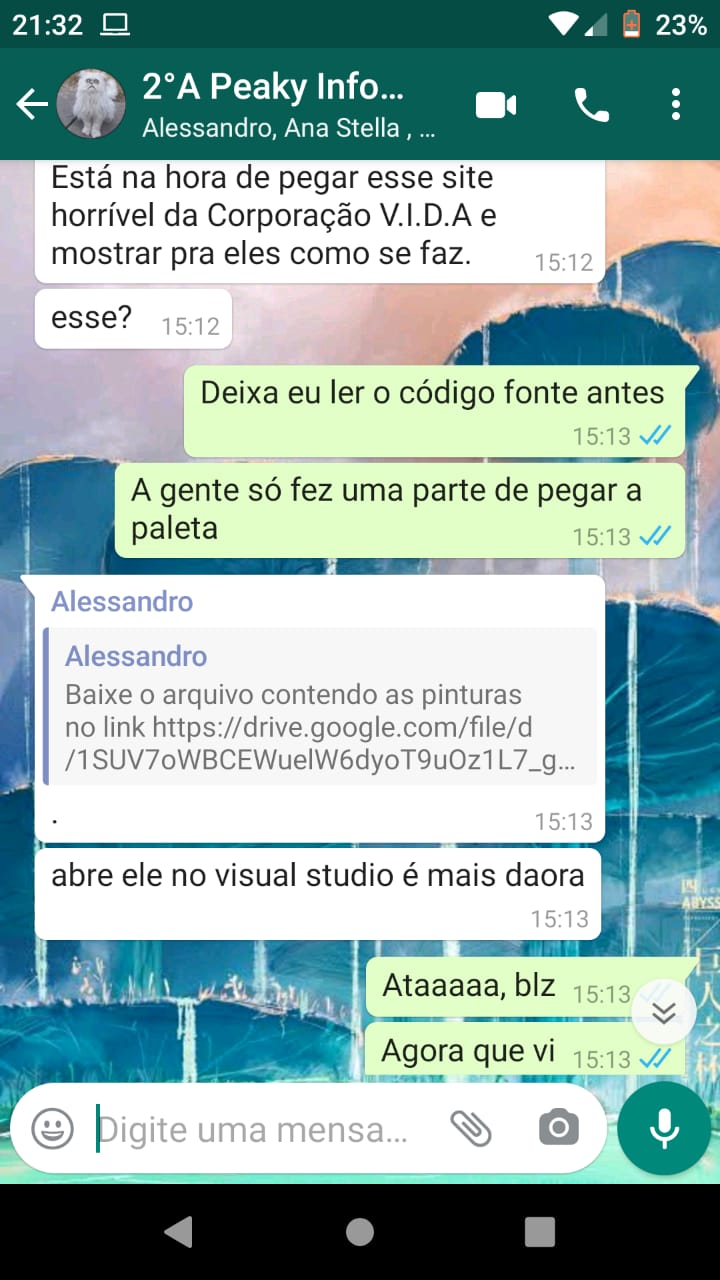 21:32
23%
2°A Peaky Info...
Alessandro, Ana Stella , ...
Está na hora de pegar esse site
horrível da Corporação V.I.D.A e
mostrar pra eles como se faz.
15:12
esse?
15:12
Deixa eu ler o código fonte antes
15:13
A gente só fez uma parte de pegar a
paleta
15:13
Alessandro
Alessandro
Baixe o arquivo contendo as pinturas
no link https://drive.google.com/file/d
/1SUV7oWBCEWuelW6dyoT9uOz1L7_g...
.
15:13
abre ele no visual studio é mais daora
15:13
ABYSS
Ataaaaa, blz
15:13
Agora que vi
15:13
Digite uma mensa...